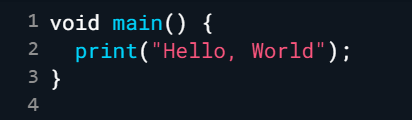 1 void main() {
2   print("Hello, World");
3 }
4